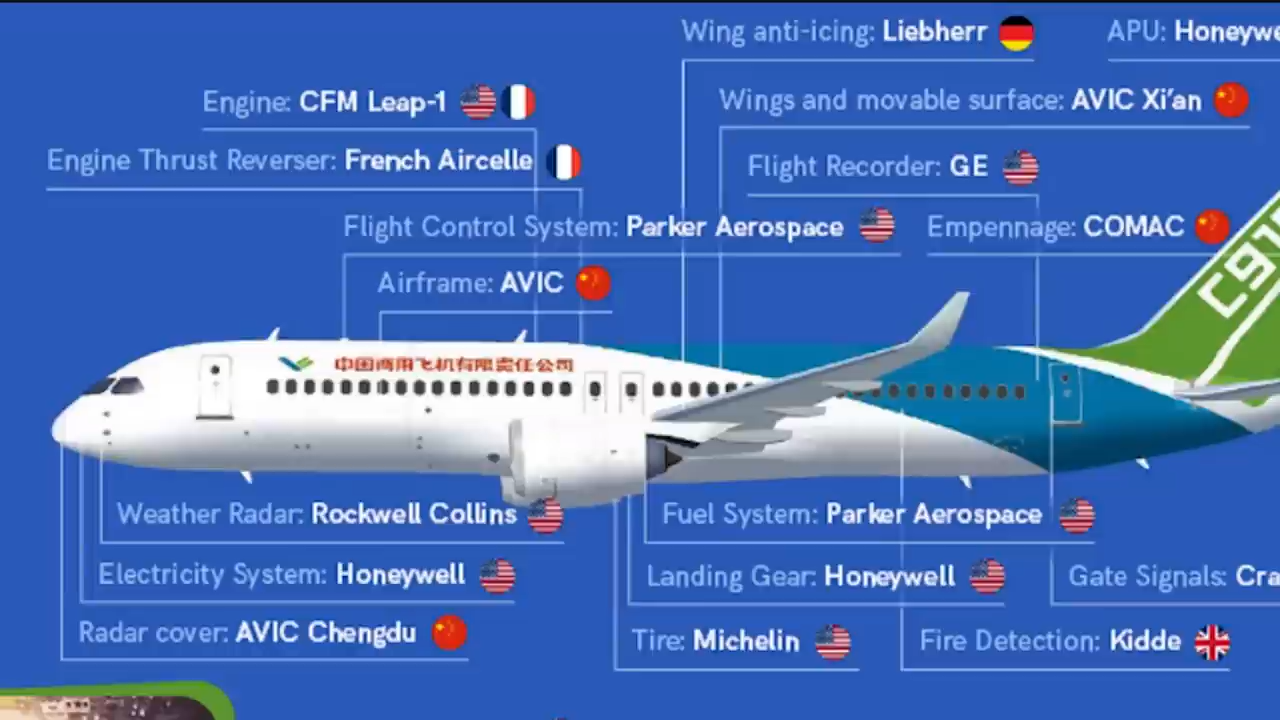 Wing anti-icing: Liebherr
APU: Honeywe
Engine: CFM Leap-1
Wings and movable surface: AVIC Xi'an
Engine Thrust Reverser: French Aircelle
Flight Recorder: GE
Flight Control System: Parker Aerospace
Empennage: COMAC
Airframe: AVIC
C91
中国商用飞机有限责任公司
Weather Radar: Rockwell Collins
Fuel System: Parker Aerospace
Electricity System: Honeywell
Landing Gear: Honeywell
Gate Signals: Cra
Radar cover: AVIC Chengdu
Tire: Michelin
Fire Detection: Kidde